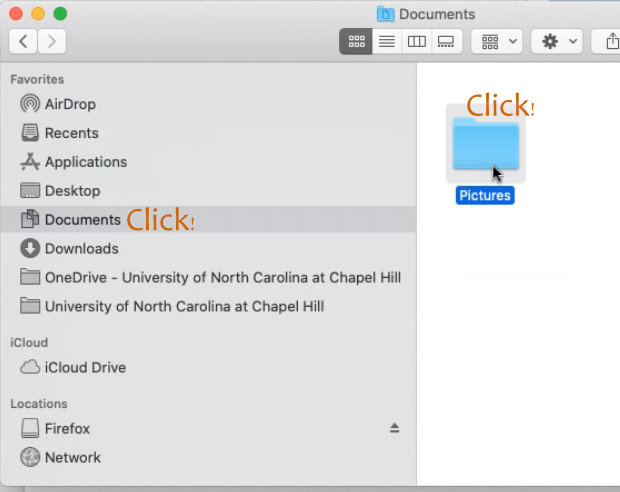 Documents
Favorites
AirDrop
Recents
Applications
Desktop
Documents Click!
Downloads
OneDrive - University of North Carolina at Chapel Hill
University of North Carolina at Chapel Hill
iCloud
iCloud Drive
Locations
Firefox
Network
Click!
Pictures